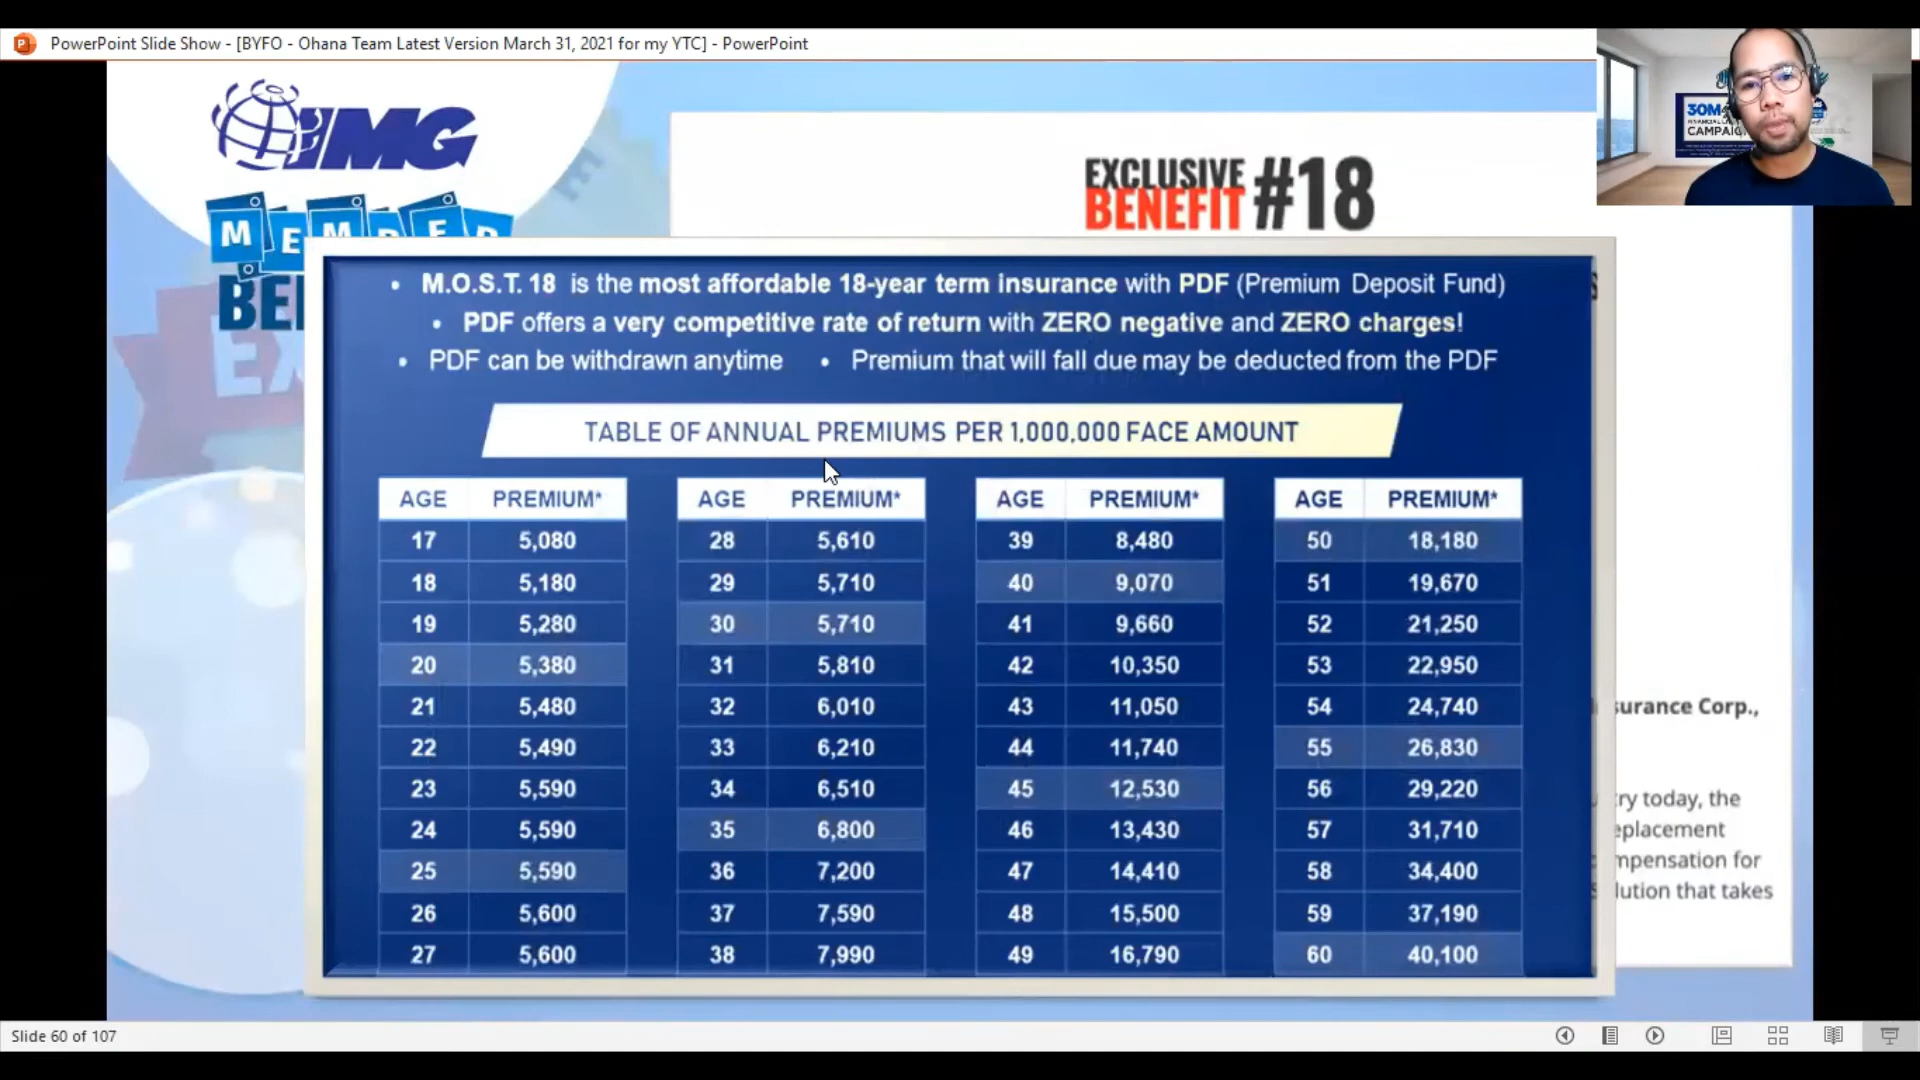 PowerPoint Slide Show - [BYFO - Ohana Team Latest Version March 31, 2021 for my YTC] - PowerPoint
IMG
30M
CAMPAIG
EXCLUSIVE
BENEFIT #18
• M.O.S.T. 18 is the most affordable 18-year term insurance with PDF (Premium Deposit Fund)
• PDF offers a very competitive rate of return with ZERO negative and ZERO charges!
• PDF can be withdrawn anytime • Premium that will fall due may be deducted from the PDF
TABLE OF ANNUAL PREMIUMS PER 1,000,000 FACE AMOUNT
AGE PREMIUM* AGE PREMIUM* AGE PREMIUM* AGE PREMIUM*
17 5,080 28 5,610 39 8,480 50 18,180
18 5,180 29 5,710 40 9,070 51 19,670
19 5,280 30 5,710 41 9,660 52 21,250
20 5,380 31 5,810 42 10,350 53 22,950
21 5,480 32 6,010 43 11,050 54 24,740
22 5,490 33 6,210 44 11,740 55 26,830
23 5,590 34 6,510 45 12,530 56 29,220
24 5,590 35 6,800 46 13,430 57 31,710
25 5,590 36 7,200 47 14,410 58 34,400
26 5,600 37 7,590 48 15,500 59 37,190
27 5,600 38 7,990 49 16,790 60 40,100
surance Corp.,
ry today, the
eplacement
mpensation for
lution that takes
Slide 60 of 107